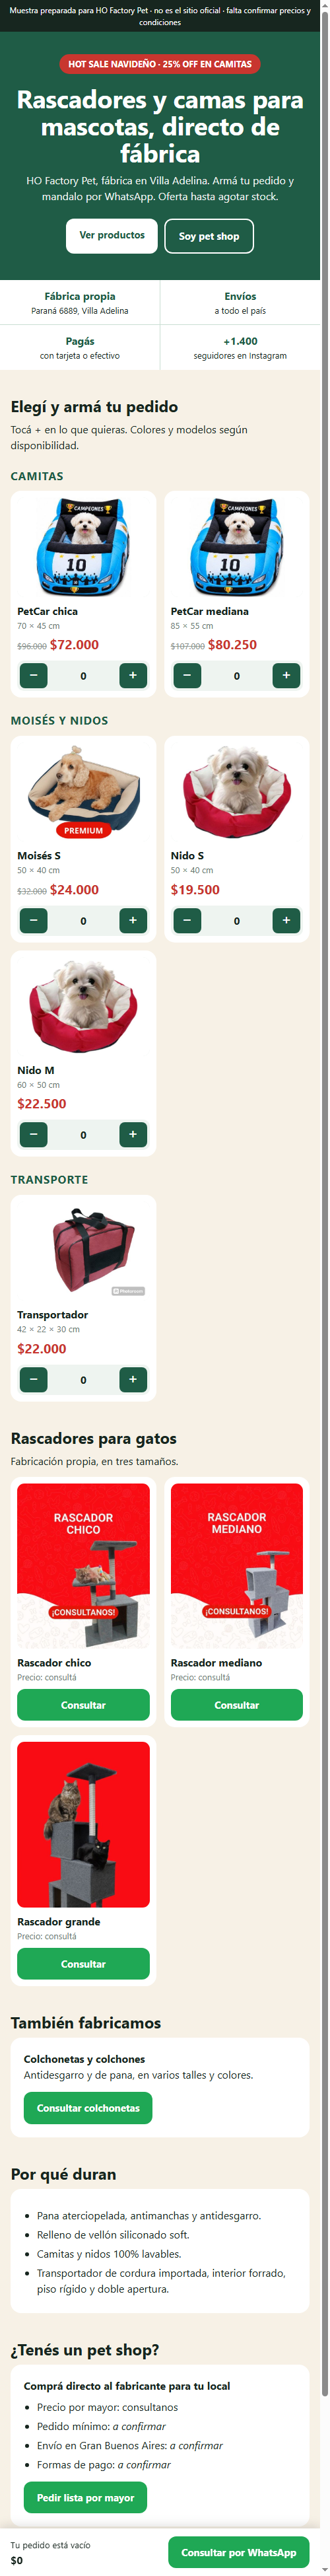 Muestra preparada para HO Factory Pet · no es el sitio oficial · falta confirmar precios y
condiciones
HOT SALE NAVIDEÑO · 25% OFF EN CAMITAS
Rascadores y camas para
mascotas, directo de
fábrica
HO Factory Pet, fábrica en Villa Adelina. Armá tu pedido y
mandalo por WhatsApp. Oferta hasta agotar stock.
Ver productos
Soy pet shop
Fábrica propia
Paraná 6889, Villa Adelina
Envíos
a todo el país
Pagás
con tarjeta o efectivo
+1.400
seguidores en Instagram
Elegí y armá tu pedido
Tocá + en lo que quieras. Colores y modelos según
disponibilidad.
CAMITAS
CAMPEONES
10
PetCar chica
70 × 45 cm
$96.000 $72.000
− 0 +
CAMPEONES
10
PetCar mediana
85 × 55 cm
$107.000 $80.250
− 0 +
MOISÉS Y NIDOS
PREMIUM
Moisés S
50 × 40 cm
$32.000 $24.000
− 0 +
Nido S
50 × 40 cm
$19.500
− 0 +
Nido M
60 × 50 cm
$22.500
− 0 +
TRANSPORTE
Transportador
42 × 22 × 30 cm
$22.000
− 0 +
Rascadores para gatos
Fabricación propia, en tres tamaños.
RASCADOR
CHICO
¡CONSULTANOS!
Rascador chico
Precio: consultá
Consultar
RASCADOR
MEDIANO
¡CONSULTANOS!
Rascador mediano
Precio: consultá
Consultar
Rascador grande
Precio: consultá
Consultar
También fabricamos
Colchonetas y colchones
Antidesgarro y de pana, en varios talles y colores.
Consultar colchonetas
Por qué duran
• Pana aterciopelada, antimanchas y antidesgarro.
• Relleno de vellón siliconado soft.
• Camitas y nidos 100% lavables.
• Transportador de cordura importada, interior forrado,
piso rígido y doble apertura.
¿Tenés un pet shop?
Comprá directo al fabricante para tu local
• Precio por mayor: consultanos
• Pedido mínimo: a confirmar
• Envío en Gran Buenos Aires: a confirmar
• Formas de pago: a confirmar
Pedir lista por mayor
Tu pedido está vacío
$0
Consultar por WhatsApp